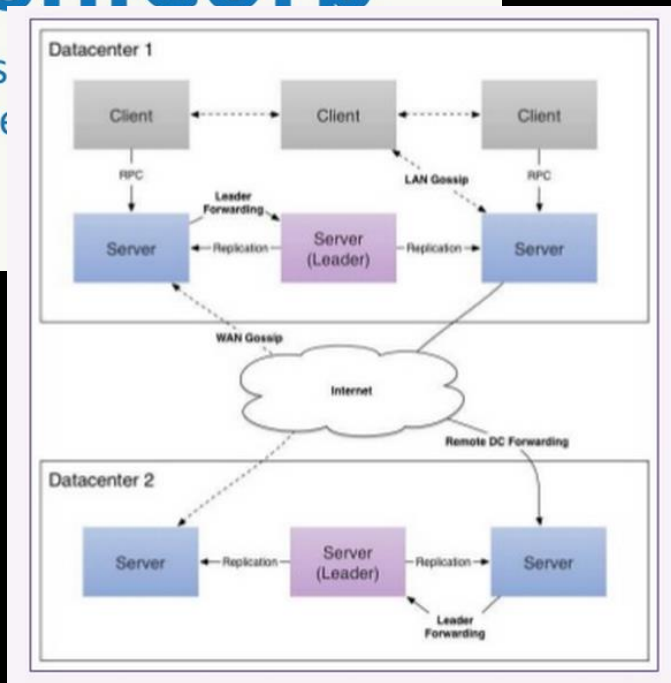 Datacenter 1
Client
Client
Client
RPC
LAN Gossip
RPC
Leader
Forwarding
Server
Replication
Server
(Leader)
Replication
Server
WAN Gossip
Internet
Remote DC Forwarding
Datacenter 2
Server
Replication
Server
(Leader)
Replication
Server
Leader
Forwarding